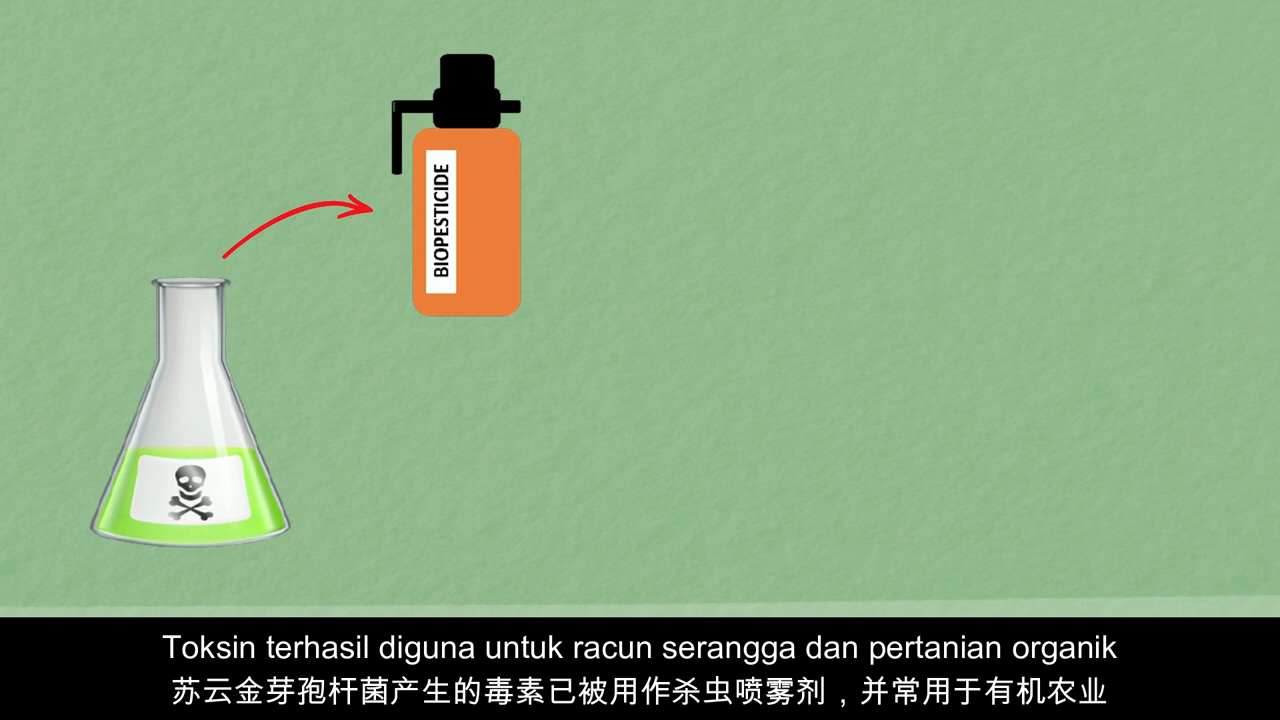 BIOPESTICIDE
Toksin terhasil diguna untuk racun serangga dan pertanian organik
苏云金芽孢杆菌产生的毒素已被用作杀虫喷雾剂，并常用于有机农业